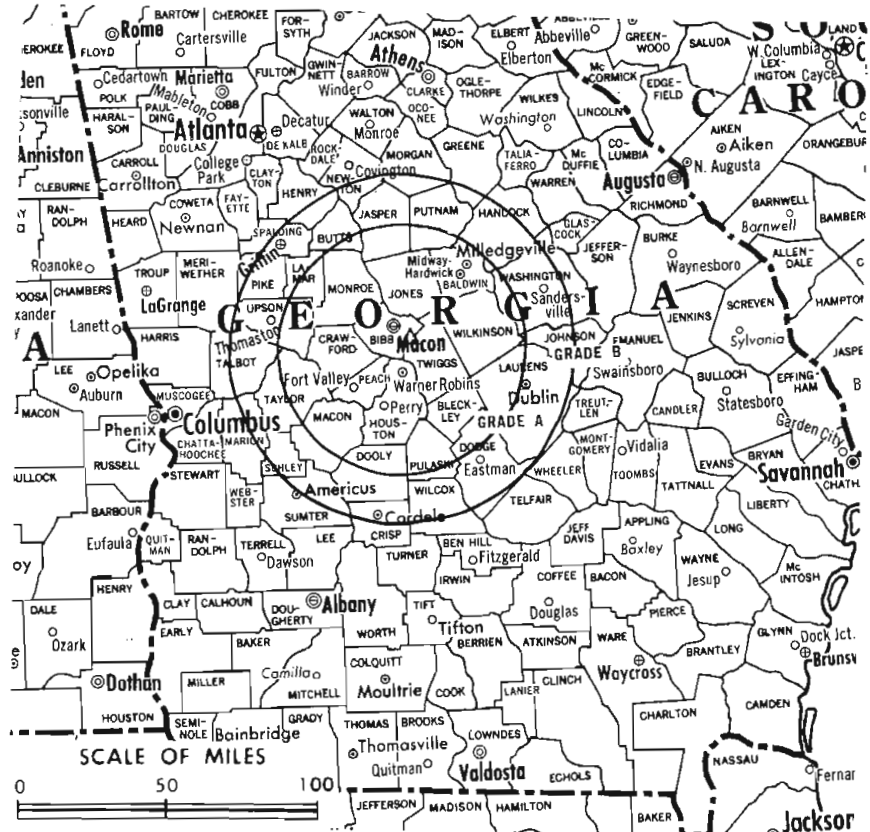 BARTOW CHEROKEE FOR-SYTH
Rome
FLOYD Cartersville
JACKSON MAD-ISON ELBERT Abbeville GREEN-WOOD SALUDA
Elberton
S O
LAND
W. Columbia
LEX-INGTON Cayce
EROKEE
den
Cedartown Marietta
POLK Mableton COBB
FULTON GWIN-NETT BARROW
Winder
Athens
CLARKE
OCO-NEE
OGLE-THORPE
Mc CORMICK
EDGE-FIELD
C A R O
WILKES
LINCOLN
Washington
sonville
HARAL-SON
PAUL-DING
Atlanta
Decatur
DE KALB
DOUGLAS
WALTON
Monroe
ROCK-DALE
MORGAN
GREENE
AIKEN
Aiken
ORANGEBUR
Anniston
CARROLL
Carrollton
College Park
CLAY-TON
NEW-TON
Covington
TALIA-FERRO
Mc DUFFIE
CO-LUMBIA
WARREN
Augusta
N. Augusta
RICHMOND
CLEBURNE
RAN-DOLPH
HEARD
COWETA
Newnan
FAY-ETTE
HENRY
JASPER
PUTNAM
HANCOCK
GLAS-COCK
JEFFER-SON
BURKE
BARNWELL
Barnwell
BAMBERG
ALLEN-DALE
Roanoke
SPALDING
Griffin
BUTTS
Milledgeville
Midway-Hardwick
BALDWIN
WASHINGTON
Sanders-ville
Waynesboro
TROUP
MERI-WETHER
PIKE
LA-MAR
MONROE
JONES
CHAMBERS
LaGrange
UPSON
Thomaston
G E O R G I A
JENKINS
SCREVEN
Sylvania
HAMPTO
A
Lanett
HARRIS
TALBOT
CRAW-FORD
BIBB
Macon
TWIGGS
WILKINSON
JOHNSON
GRADE B
EMANUEL
Swainsboro
JASPE
LEE
Opelika
Auburn
MUSCOGEE
TAYLOR
Fort Valley
PEACH
Warner Robins
LAURENS
Dublin
BULLOCH
Statesboro
EFFING-HAM
MACON
Phenix City
Columbus
CHATTA-HOOCHEE
MARION
MACON
Perry
HOUS-TON
BLECK-LEY
GRADE A
TREUT-LEN
CANDLER
Garden City
RUSSELL
STEWART
SCHLEY
DOOLY
PULASKI
DODGE
Eastman
MONT-GOMERY
Vidalia
TOOMBS
WHEELER
EVANS
BRYAN
Savannah
CHATH.
ULLOCK
WEB-STER
Americus
SUMTER
WILCOX
TELFAIR
TATTNALL
LIBERTY
BARBOUR
Eufaula
QUIT-MAN
RAN-DOLPH
TERRELL
Dawson
LEE
Cordele
CRISP
TURNER
BEN HILL
Fitzgerald
IRWIN
JEFF DAVIS
APPLING
Baxley
LONG
WAYNE
Jesup
Mc INTOSH
HENRY
DALE
Ozark
CLAY
CALHOUN
DOU-GHERTY
Albany
EARLY
BAKER
WORTH
TIFT
Tifton
COFFEE
Douglas
BACON
PIERCE
BERRIEN
ATKINSON
WARE
BRANTLEY
GLYNN
Dock Jct.
Brunsw
Dothan
MILLER
Camilla
MITCHELL
COLQUITT
Moultrie
COOK
LANIER
CLINCH
Waycross
CHARLTON
CAMDEN
HOUSTON
SEMI-NOLE
Bainbridge
GRADY
THOMAS
Thomasville
BROOKS
Quitman
LOWNDES
Valdosta
ECHOLS
NASSAU
Fernar
SCALE OF MILES
0 50 100
JEFFERSON
MADISON
HAMILTON
BAKER
Jackson